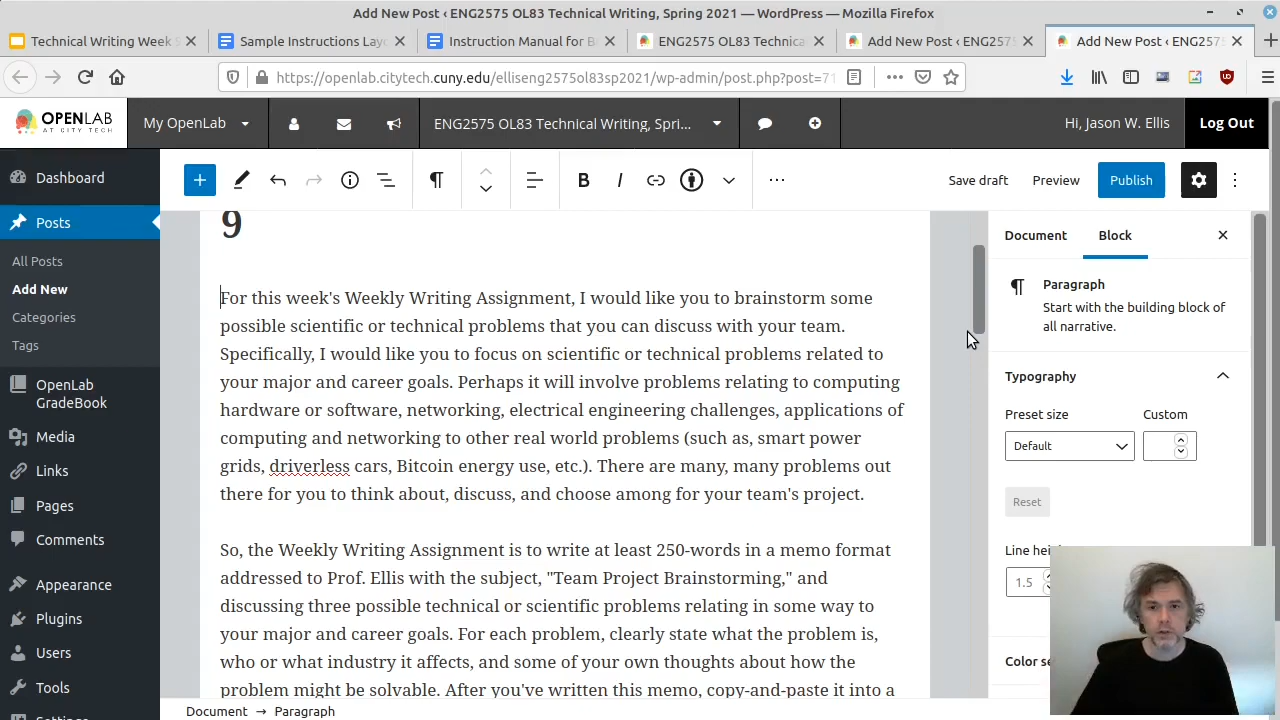 Add New Post ‹ ENG2575 OL83 Technical Writing, Spring 2021 — WordPress — Mozilla Firefox
Technical Writing Week
Sample Instructions Layo
Instruction Manual for B
ENG2575 OL83 Technica
Add New Post ‹ ENG2575
Add New Post ‹ ENG2575
https://openlab.citytech.cuny.edu/elliseng2575ol83sp2021/wp-admin/post.php?post=71
OPENLAB
AT CITY TECH
My OpenLab
ENG2575 OL83 Technical Writing, Spri...
Hi, Jason W. Ellis
Log Out
Dashboard
Posts
All Posts
Add New
Categories
Tags
OpenLab
GradeBook
Media
Links
Pages
Comments
Appearance
Plugins
Users
Tools
B
I
Save draft
Preview
Publish
9
For this week's Weekly Writing Assignment, I would like you to brainstorm some
possible scientific or technical problems that you can discuss with your team.
Specifically, I would like you to focus on scientific or technical problems related to
your major and career goals. Perhaps it will involve problems relating to computing
hardware or software, networking, electrical engineering challenges, applications of
computing and networking to other real world problems (such as, smart power
grids, driverless cars, Bitcoin energy use, etc.). There are many, many problems out
there for you to think about, discuss, and choose among for your team's project.
So, the Weekly Writing Assignment is to write at least 250-words in a memo format
addressed to Prof. Ellis with the subject, "Team Project Brainstorming," and
discussing three possible technical or scientific problems relating in some way to
your major and career goals. For each problem, clearly state what the problem is,
who or what industry it affects, and some of your own thoughts about how the
problem might be solvable. After you've written this memo, copy-and-paste it into a
Document
Block
Paragraph
Start with the building block of
all narrative.
Typography
Preset size
Custom
Default
Reset
Line hei
1.5
Color se
Document → Paragraph